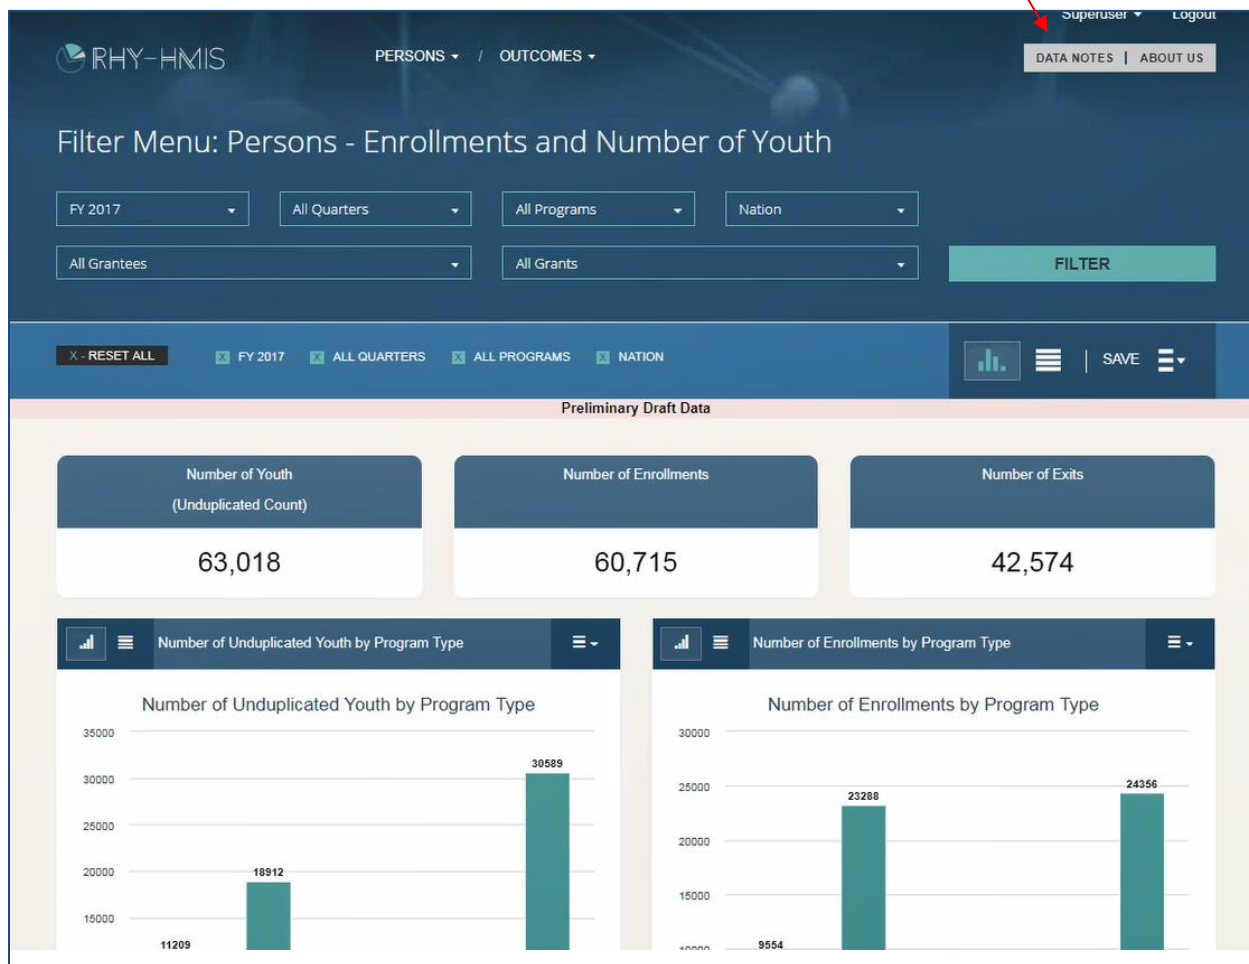 Superuser Logout
RHY-HMIS PERSONS / OUTCOMES DATA NOTES | ABOUT US
Filter Menu: Persons - Enrollments and Number of Youth
FY 2017 All Quarters All Programs Nation
All Grantees All Grants FILTER
X - RESET ALL X FY 2017 X ALL QUARTERS X ALL PROGRAMS X NATION | SAVE
Preliminary Draft Data
Number of Youth
(Unduplicated Count)
63,018
Number of Enrollments
60,715
Number of Exits
42,574
Number of Unduplicated Youth by Program Type
Number of Unduplicated Youth by Program Type
35000
30000
25000
20000
15000
11209
18912
30589
Number of Enrollments by Program Type
Number of Enrollments by Program Type
30000
25000
20000
15000
10000
9554
23288
24356